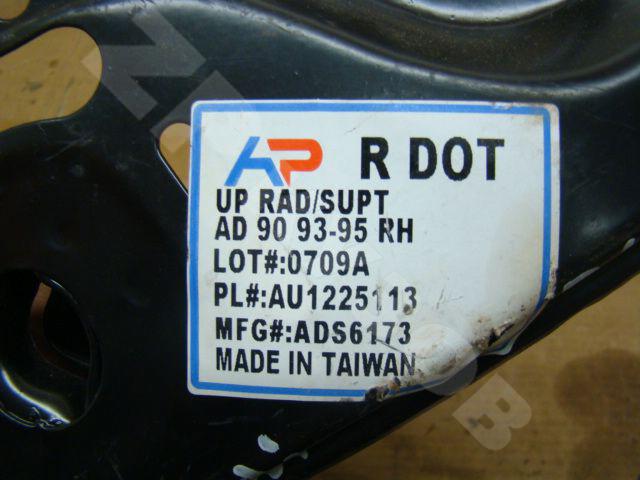 AP R DOT
UP RAD/SUPT
AD 90 93-95 RH
LOT#:0709A
PL#:AU1225113
MFG#:ADS6173
MADE IN TAIWAN